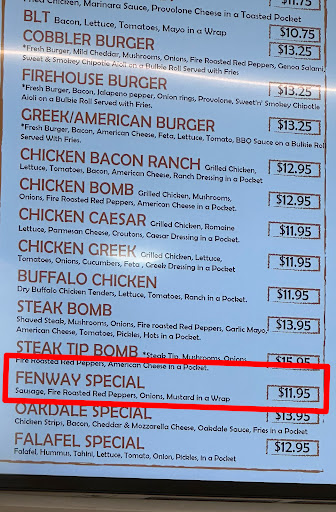 Fried Chicken, Marinara Sauce, Provolone Cheese in a Toasted Pocket
$11.75
BLT Bacon, Lettuce, Tomatoes, Mayo in a Wrap
$10.75
COBBLER BURGER
$13.25
*Fresh Burger, Mild Cheddar, Muchrooms, Onions, Fire Roasted Red Peppers, Genoa Salami,
Sweet & Smokey Chipotle Aioli on a Bulkie Roll Served with Fries
FIREHOUSE BURGER
$13.25
*Fresh Burger, Bacon, Jalapeno pepper, Onion rings, Provolone, Sweet'n' Smokey Chipotle
Aioli on a Bulkie Roll Served with Fries.
GREEK/AMERICAN BURGER
$13.25
*Fresh Burger, Bacon, American Cheese, Feta, Lettuce, Tomato, BBQ Sauce on a Bulkie Roll
Served With Fries.
CHICKEN BACON RANCH Grilled Chicken,
$12.95
Lettuce, Tomatoes, Bacon, American Cheese, Ranch Dressing in a Pocket
CHICKEN BOMB Grilled Chicken, Muchrooms,
$12.95
Onions, Fire Roasted Red Peppers, American Cheese in a Pocket.
CHICKEN CAESAR Grilled Chicken, Romaine
$11.95
Lettuce, Parmesan Cheese, Croutons, Caesar Dressing in a Pocket
CHICKEN GREEK Grilled Chicken, Lettuce,
$11.95
Tomatoes, Onions, Cucumbers, Feta , Greek Dressing in a Pocket
BUFFALO CHICKEN
$11.95
Dry Buffalo Chicken Tenders, Lettuce, Tomatoes, Ranch in a Pocket.
STEAK BOMB
$13.95
Shaved Steak, Muchrooms, Onions, Fire roasted Red Peppers, Garlic Mayo,
American Cheese, Tomatoes, Pickles, Hots in a Pocket.
STEAK TIP BOMB *Steak Tip, Muchrooms, Onions,
$15.95
Fire Roasted Red Peppers, American Cheese in a Pocket.
FENWAY SPECIAL
$11.95
Sausage, Fire Roasted Red Peppers, Onions, Mustard in a Wrap
OAKDALE SPECIAL
$13.95
Chicken Strips, Bacon, Cheddar & Mozzarella Cheese, Oakdale Sauce, Fries in a Pocket
FALAFEL SPECIAL
$12.95
Falafel, Hummus, Tahini, Lettuce, Tomato, Onion, Pickles, in a Pocket